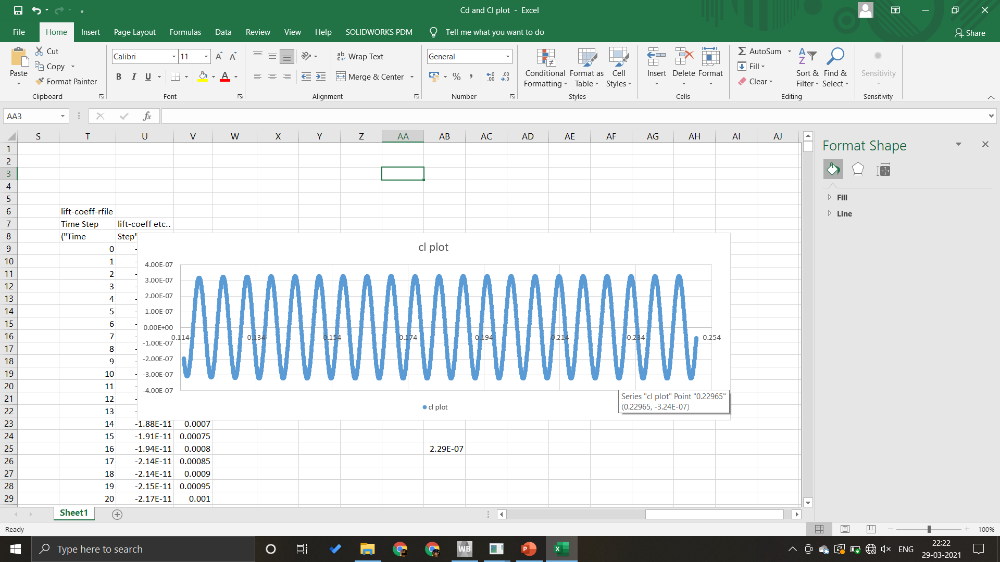 Cd and Cl plot - Excel
File Home Insert Page Layout Formulas Data Review View Help SOLIDWORKS PDM Tell me what you want to do Share
Paste
Cut
Copy
Format Painter
Clipboard
Calibri 11
B I U
Font
Wrap Text
Merge & Center
Alignment
General
Number
Conditional Formatting
Format as Table
Cell Styles
Styles
Insert Delete Format
Cells
AutoSum
Fill
Clear
Sort & Filter
Find & Select
Editing
Sensitivity
Sensitivity
AA3 fx
S T U V W X Y Z AA AB AC AD AE AF AG AH AI AJ
1
2
3
4
5
6 lift-coeff-rfile
7 Time Step lift-coeff etc..
8 ("Time Step"
9 0 -
10 1 -
11 2 -
12 3 -
13 4 -
14 5 -
15 6 -
16 7 -
17 8 -
18 9 -
19 10 -
20 11 -
21 12 -
22 13 -
23 14 -1.88E-11 0.0007
24 15 -1.91E-11 0.00075
25 16 -1.94E-11 0.0008 2.29E-07
26 17 -2.14E-11 0.00085
27 18 -2.14E-11 0.0009
28 19 -2.15E-11 0.00095
29 20 -2.17E-11 0.001
cl plot
4.00E-07
3.00E-07
2.00E-07
1.00E-07
0.00E+00
-1.00E-07
-2.00E-07
-3.00E-07
-4.00E-07
0.114 0.134 0.154 0.174 0.194 0.214 0.234 0.254
cl plot
Series "cl plot" Point "0.22965"
(0.22965, -3.24E-07)
Format Shape
Fill
Line
Sheet1
Ready
100%
Type here to search
WB
ENG
22:22
29-03-2021